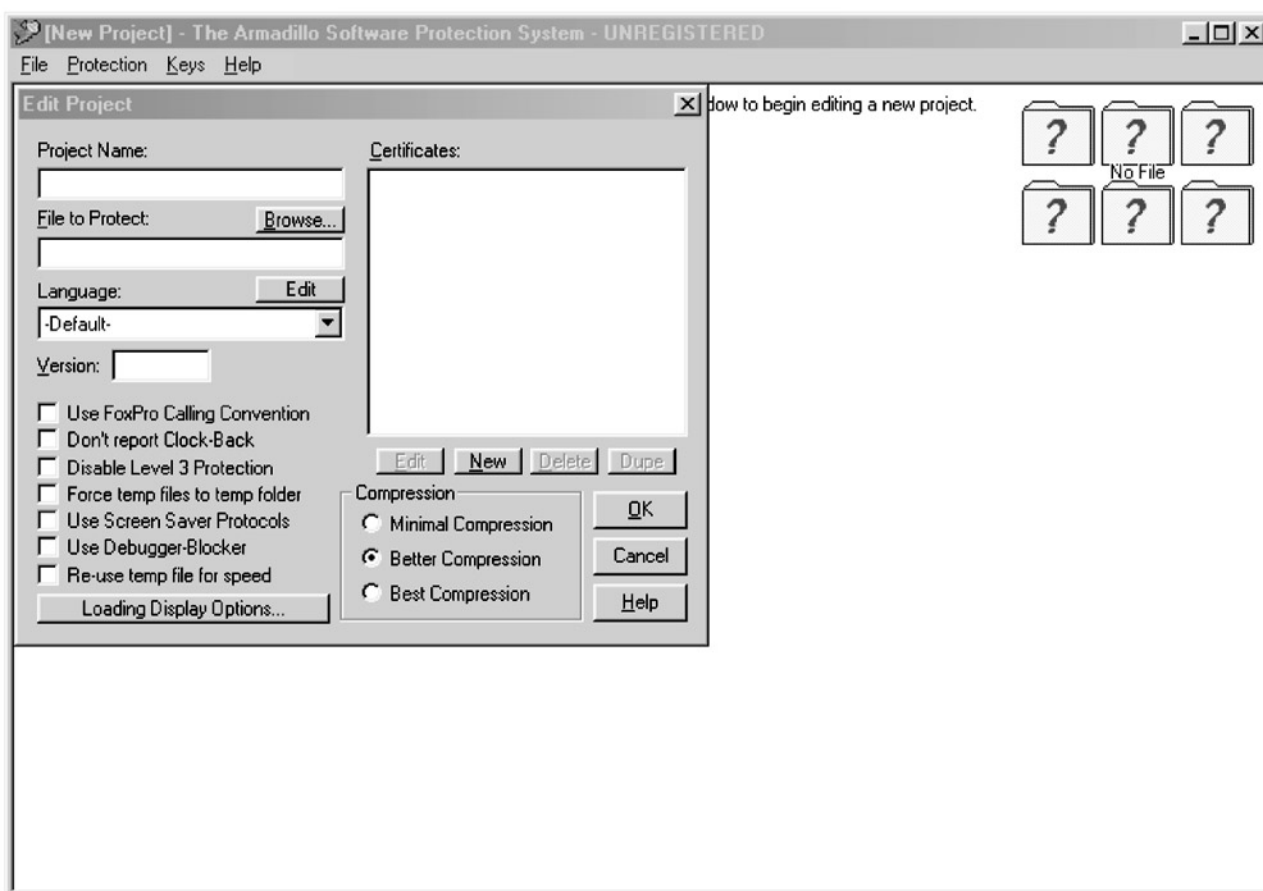 [New Project] - The Armadillo Software Protection System - UNREGISTERED
File Protection Keys Help
Edit Project
dow to begin editing a new project.
? ? ?
No File
? ? ?
Project Name:
File to Protect: Browse...
Language: Edit
-Default-
Version:
Use FoxPro Calling Convention
Don't report Clock-Back
Disable Level 3 Protection
Force temp files to temp folder
Use Screen Saver Protocols
Use Debugger-Blocker
Re-use temp file for speed
Loading Display Options...
Certificates:
Edit New Delete Dupe
Compression
Minimal Compression
Better Compression
Best Compression
OK
Cancel
Help